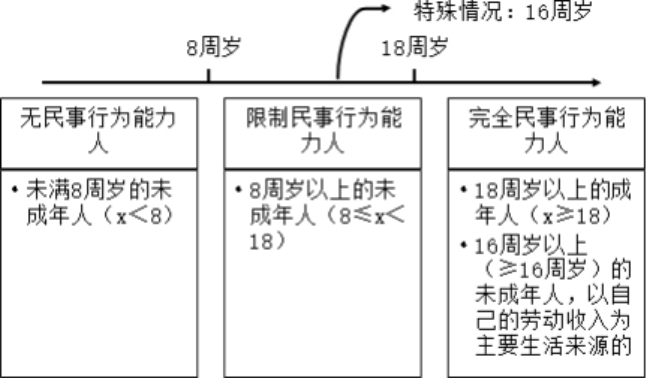 特殊情况：16周岁
8周岁
18周岁
无民事行为能力
人
未满8周岁的未
成年人（x＜8）
限制民事行为能
力人
8周岁以上的未
成年人（8≤x＜
18）
完全民事行为能
力人
18周岁以上的成
年人（x≥18）
16周岁以上
（≥16周岁）的
未成年人，以自
己的劳动收入为
主要生活来源的